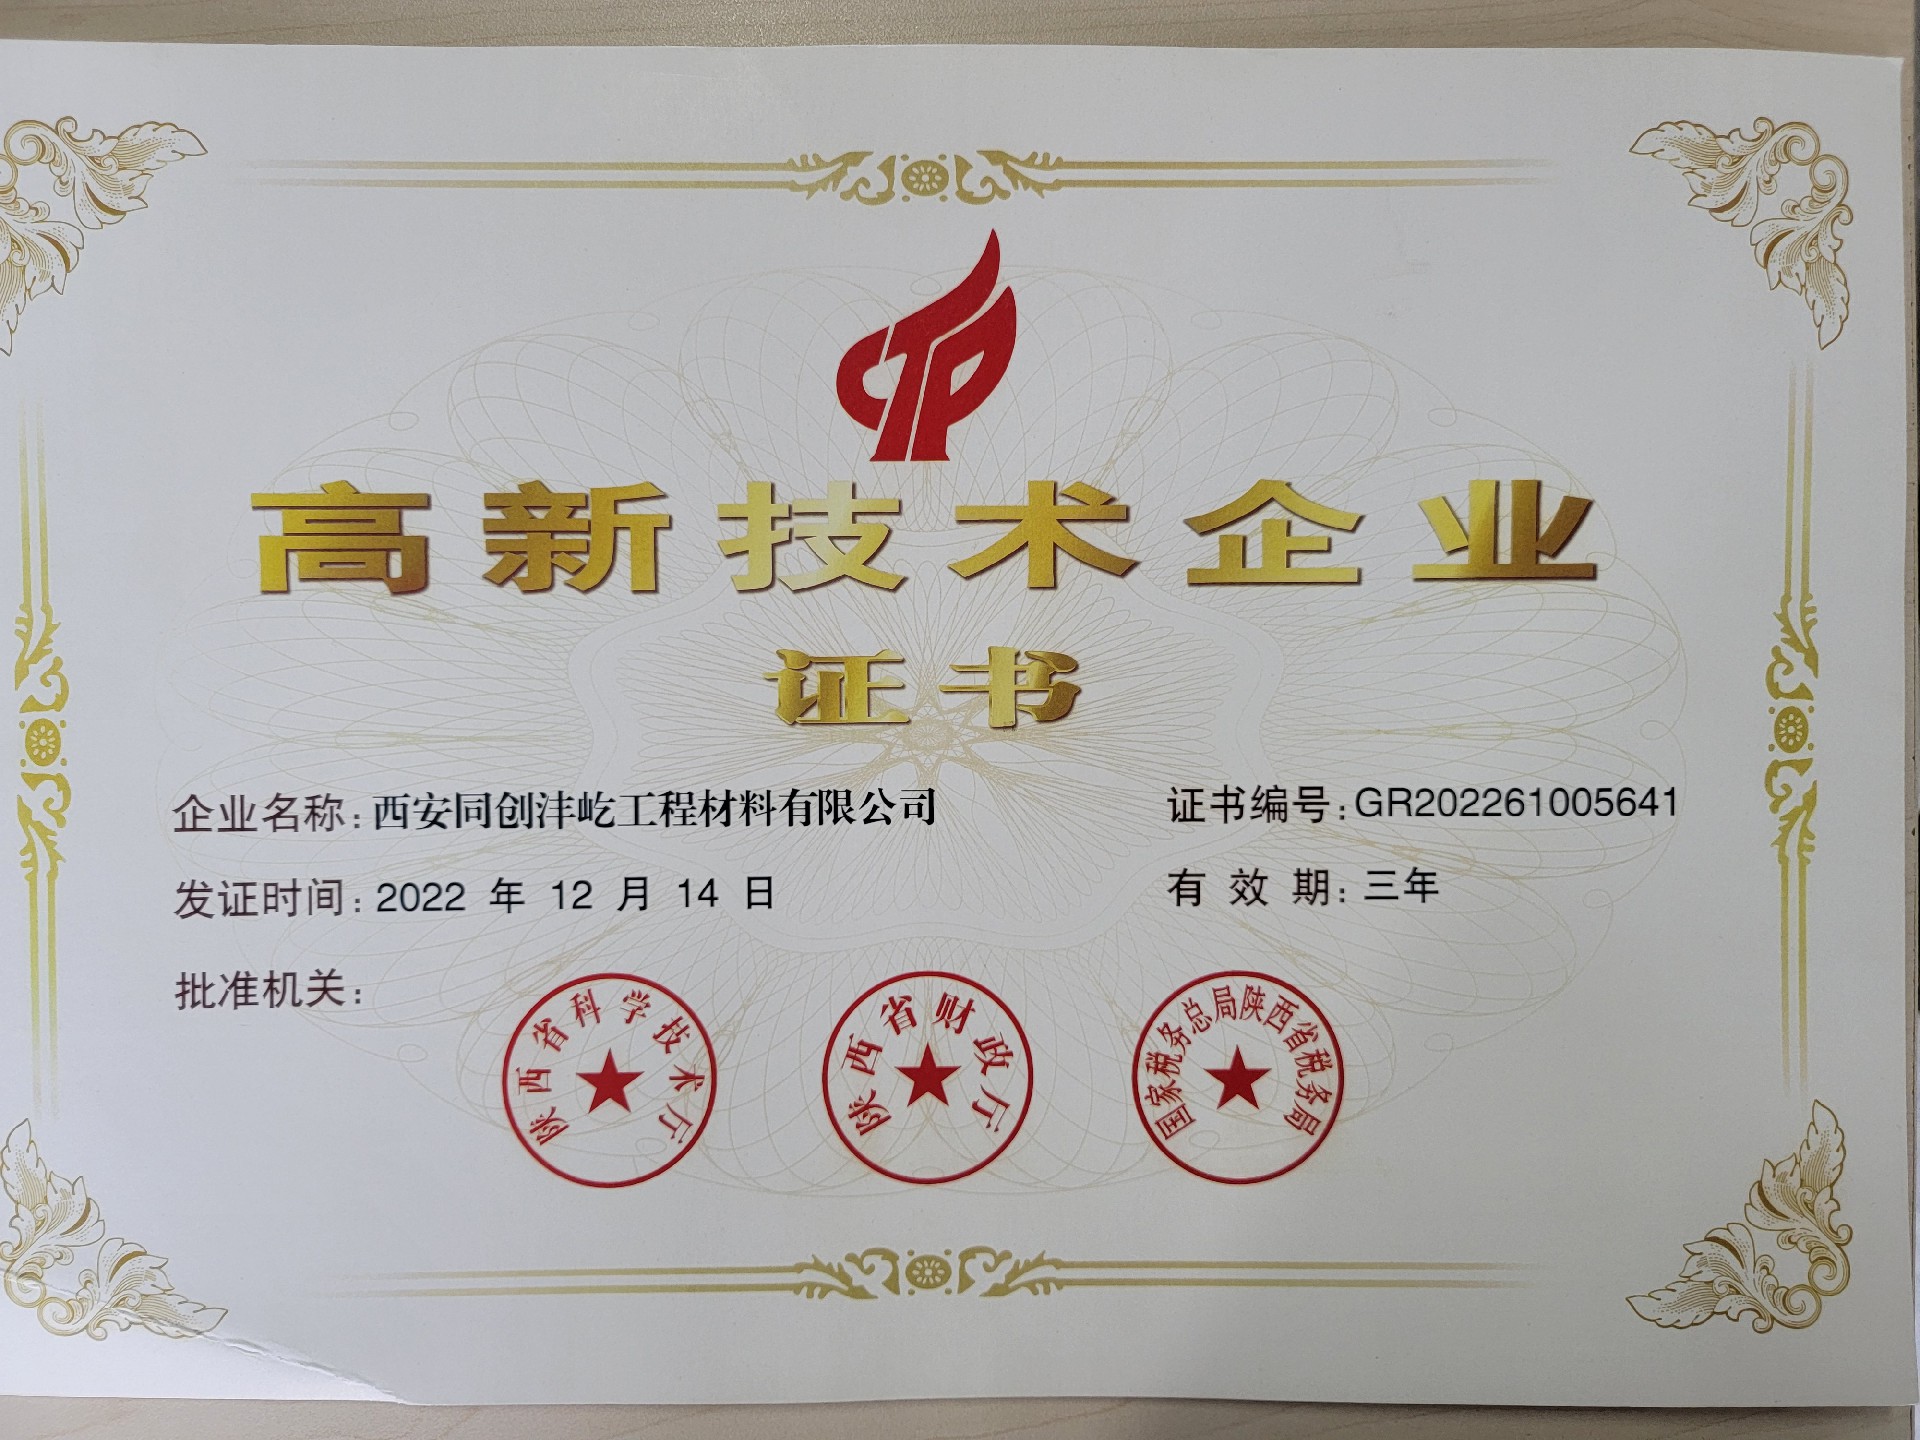 CTP
高新技术企业
证书
企业名称：西安同创沣屹工程材料有限公司
证书编号：GR202261005641
发证时间：2022 年 12 月 14 日
有 效 期：三年
批准机关：
陕西省科学技术厅
陕西省财政厅
国家税务总局陕西省税务局